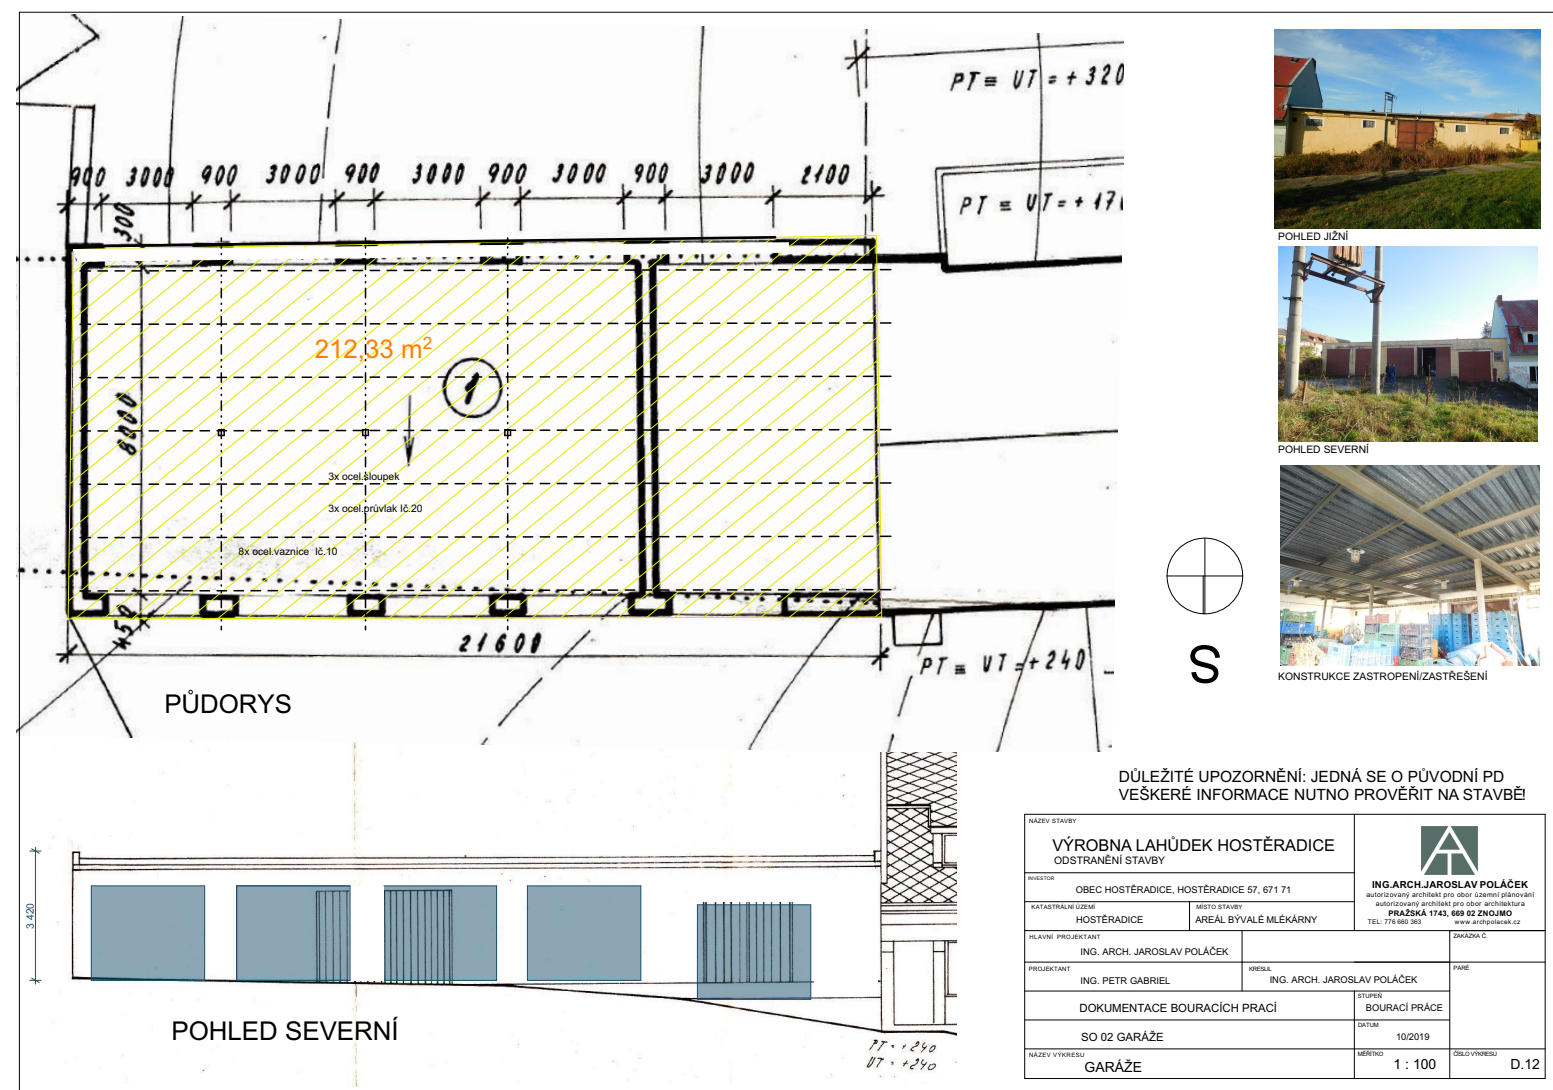 PT ≡ UT = + 320
900 3000 900 3000 900 3000 900 3000 900 3000 2100
PT ≡ UT = +
300
212,33 m²
1
8000
3x ocel.sloupek
3x ocel.průvlak Ič.20
8x ocel.vaznice Ič.10
450
21600
PT ≡ UT = + 240
PŮDORYS
S
POHLED JIŽNÍ
POHLED SEVERNÍ
KONSTRUKCE ZASTROPENÍ/ZASTŘEŠENÍ
3 420
POHLED SEVERNÍ
PT = + 240
UT = + 240
DŮLEŽITÉ UPOZORNĚNÍ: JEDNÁ SE O PŮVODNÍ PD
VEŠKERÉ INFORMACE NUTNO PROVĚŘIT NA STAVBĚ!
NÁZEV STAVBY
VÝROBNA LAHŮDEK HOSTĚRADICE
ODSTRANĚNÍ STAVBY
INVESTOR
OBEC HOSTĚRADICE, HOSTĚRADICE 57, 671 71
KATASTRÁLNÍ ÚZEMÍ
HOSTĚRADICE
MÍSTO STAVBY
AREÁL BÝVALÉ MLÉKÁRNY
ING.ARCH.JAROSLAV POLÁČEK
autorizovaný architekt pro obor územní plánování
autorizovaný architekt pro obor architektura
PRAŽSKÁ 1743, 669 02 ZNOJMO
TEL: 776 660 363 www.archpolacek.cz
HLAVNÍ PROJEKTANT
ING. ARCH. JAROSLAV POLÁČEK
ZAKÁZKA Č.
PROJEKTANT
ING. PETR GABRIEL
KRESLIL
ING. ARCH. JAROSLAV POLÁČEK
PARÉ
DOKUMENTACE BOURACÍCH PRACÍ
STUPEŇ
BOURACÍ PRÁCE
SO 02 GARÁŽE
DATUM
10/2019
NÁZEV VÝKRESU
GARÁŽE
MĚŘÍTKO
1 : 100
ČÍSLO VÝKRESU
D.12